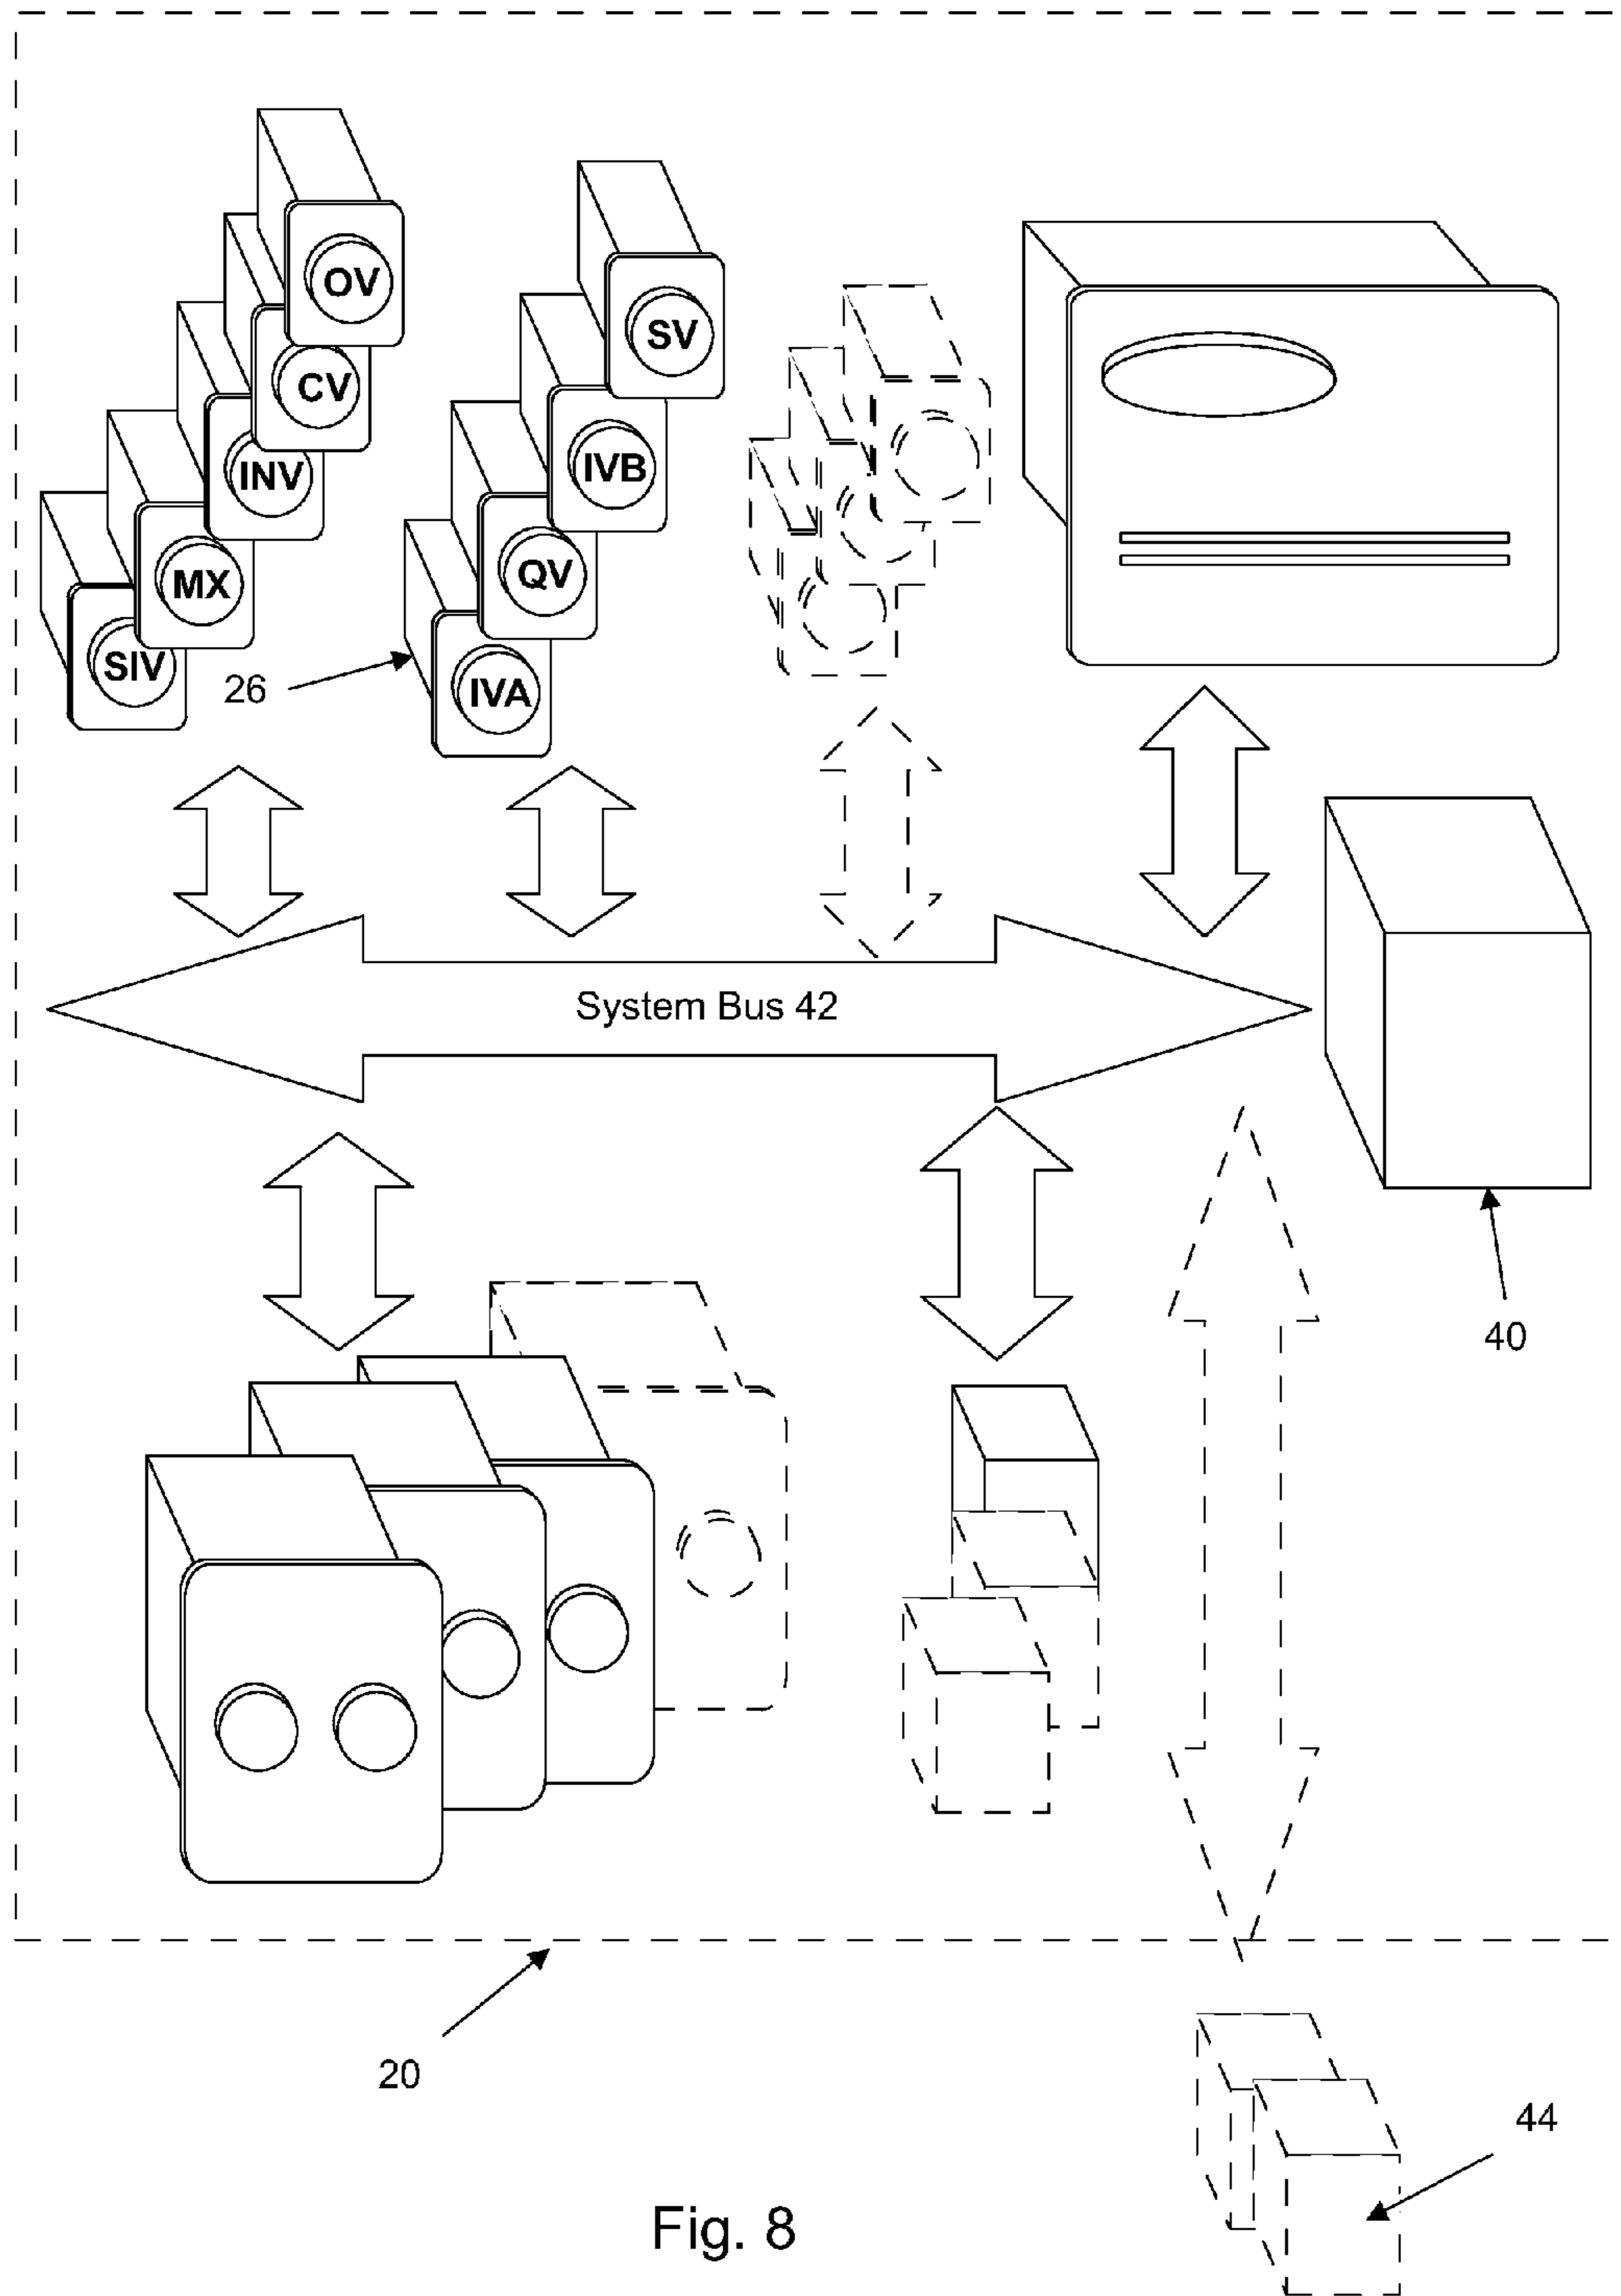 OV
SV
CV
IVB
INV
QV
MX
SIV
26
IVA
System Bus 42
40
20
44
Fig. 8